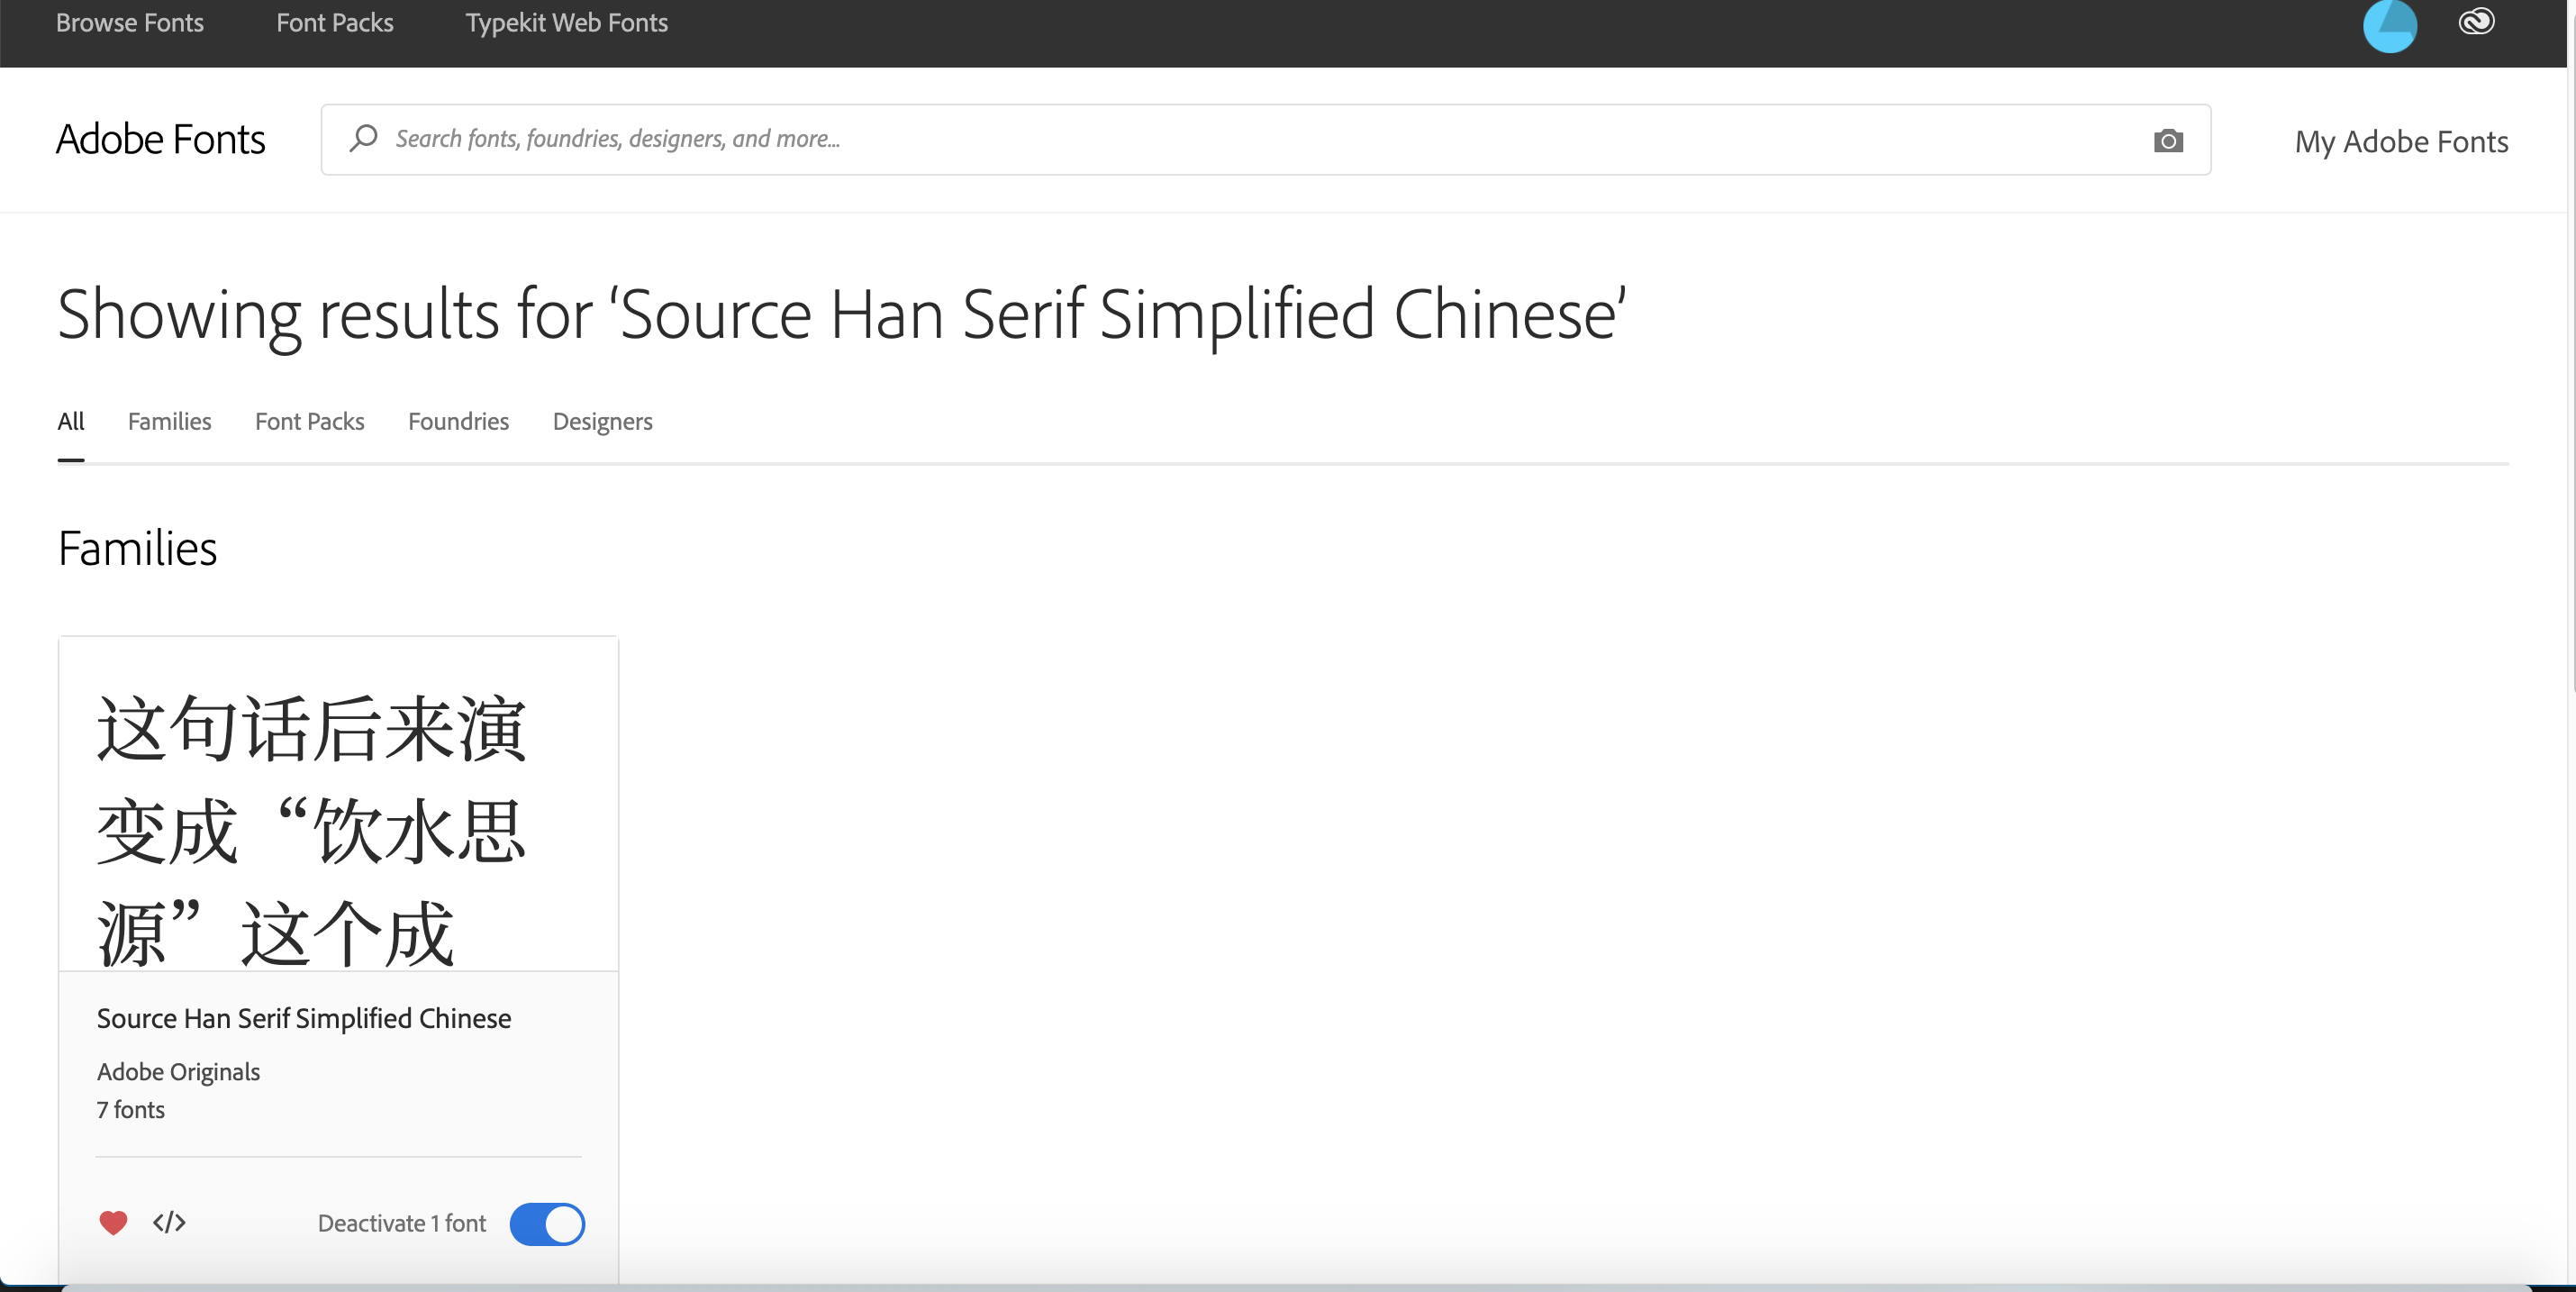 Browse Fonts Font Packs Typekit Web Fonts
Adobe Fonts Search fonts, foundries, designers, and more... My Adobe Fonts
Showing results for ‘Source Han Serif Simplified Chinese’
All Families Font Packs Foundries Designers
Families
这句话后来演
变成“饮水思
源”这个成
Source Han Serif Simplified Chinese
Adobe Originals
7 fonts
</> Deactivate 1 font